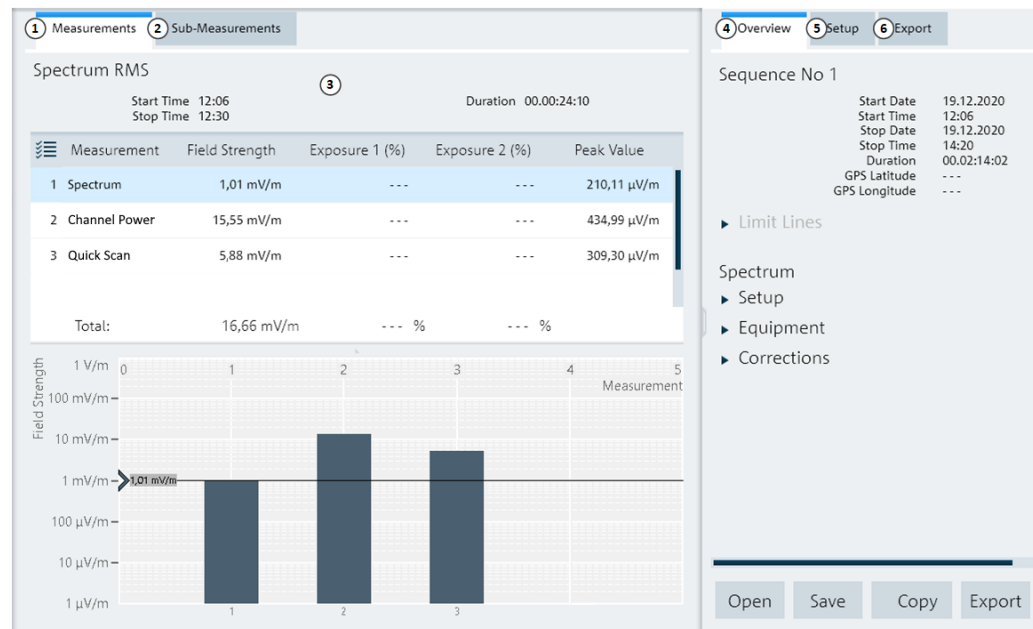 1 Measurements 2 Sub-Measurements
Spectrum RMS
3
Start Time 12:06
Stop Time 12:30
Duration 00.00:24:10
Measurement Field Strength Exposure 1 (%) Exposure 2 (%) Peak Value
1 Spectrum 1,01 mV/m --- --- 210,11 µV/m
2 Channel Power 15,55 mV/m --- --- 434,99 µV/m
3 Quick Scan 5,88 mV/m --- --- 309,30 µV/m
Total: 16,66 mV/m --- % --- %
Field Strength
1 V/m
100 mV/m
10 mV/m
1 mV/m
100 µV/m
10 µV/m
1 µV/m
0 1 2 3 4 5
Measurement
1,01 mV/m
1 2 3
4 Overview 5 Setup 6 Export
Sequence No 1
Start Date 19.12.2020
Start Time 12:06
Stop Date 19.12.2020
Stop Time 14:20
Duration 00.02:14:02
GPS Latitude ---
GPS Longitude ---
Limit Lines
Spectrum
Setup
Equipment
Corrections
Open Save Copy Export